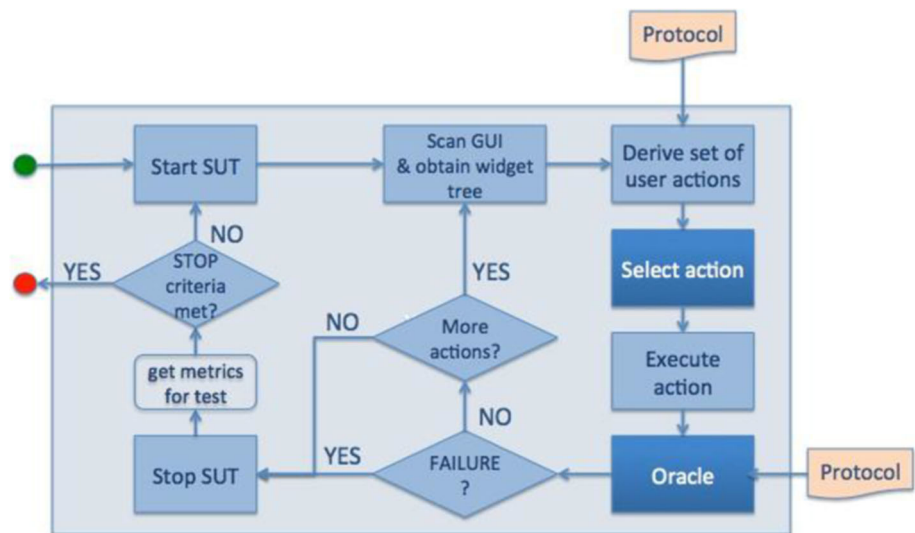 Protocol
Start SUT
Scan GUI
& obtain widget
tree
Derive set of
user actions
NO
YES
STOP
criteria
met?
YES
Select action
NO
More
actions?
Execute
action
get metrics
for test
NO
Stop SUT
YES
FAILURE
?
Oracle
Protocol